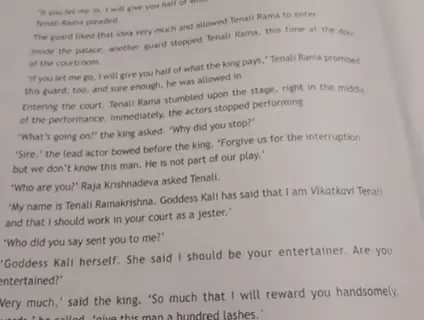 'If you let me in, I will give you half of
Tenali Rama pleaded.
The guard liked that idea very much and allowed Tenali Rama to enter.
Inside the palace, another guard stopped Tenali Rama, this time at the
of the courtroom.
'If you let me go, I will give you half of what the king pays,' Tenali Rama promised
this guard, too, and sure enough, he was allowed in.
Entering the court, Tenali Rama stumbled upon the stage, right in the middle
of the performance. Immediately, the actors stopped performing.
'What's going on?' the king asked. 'Why did you stop?'
'Sire,' the lead actor bowed before the king. 'Forgive us for the interruption
but we don't know this man. He is not part of our play.'
'Who are you?' Raja Krishnadeva asked Tenali.
'My name is Tenali Ramakrishna. Goddess Kali has said that I am Vikatkavi Tenali
and that I should work in your court as a jester.'
'Who did you say sent you to me?'
'Goddess Kali herself. She said I should be your entertainer. Are you
entertained?'
Very much,' said the king. 'So much that I will reward you handsomely.
he called, 'give this man a hundred lashes.'